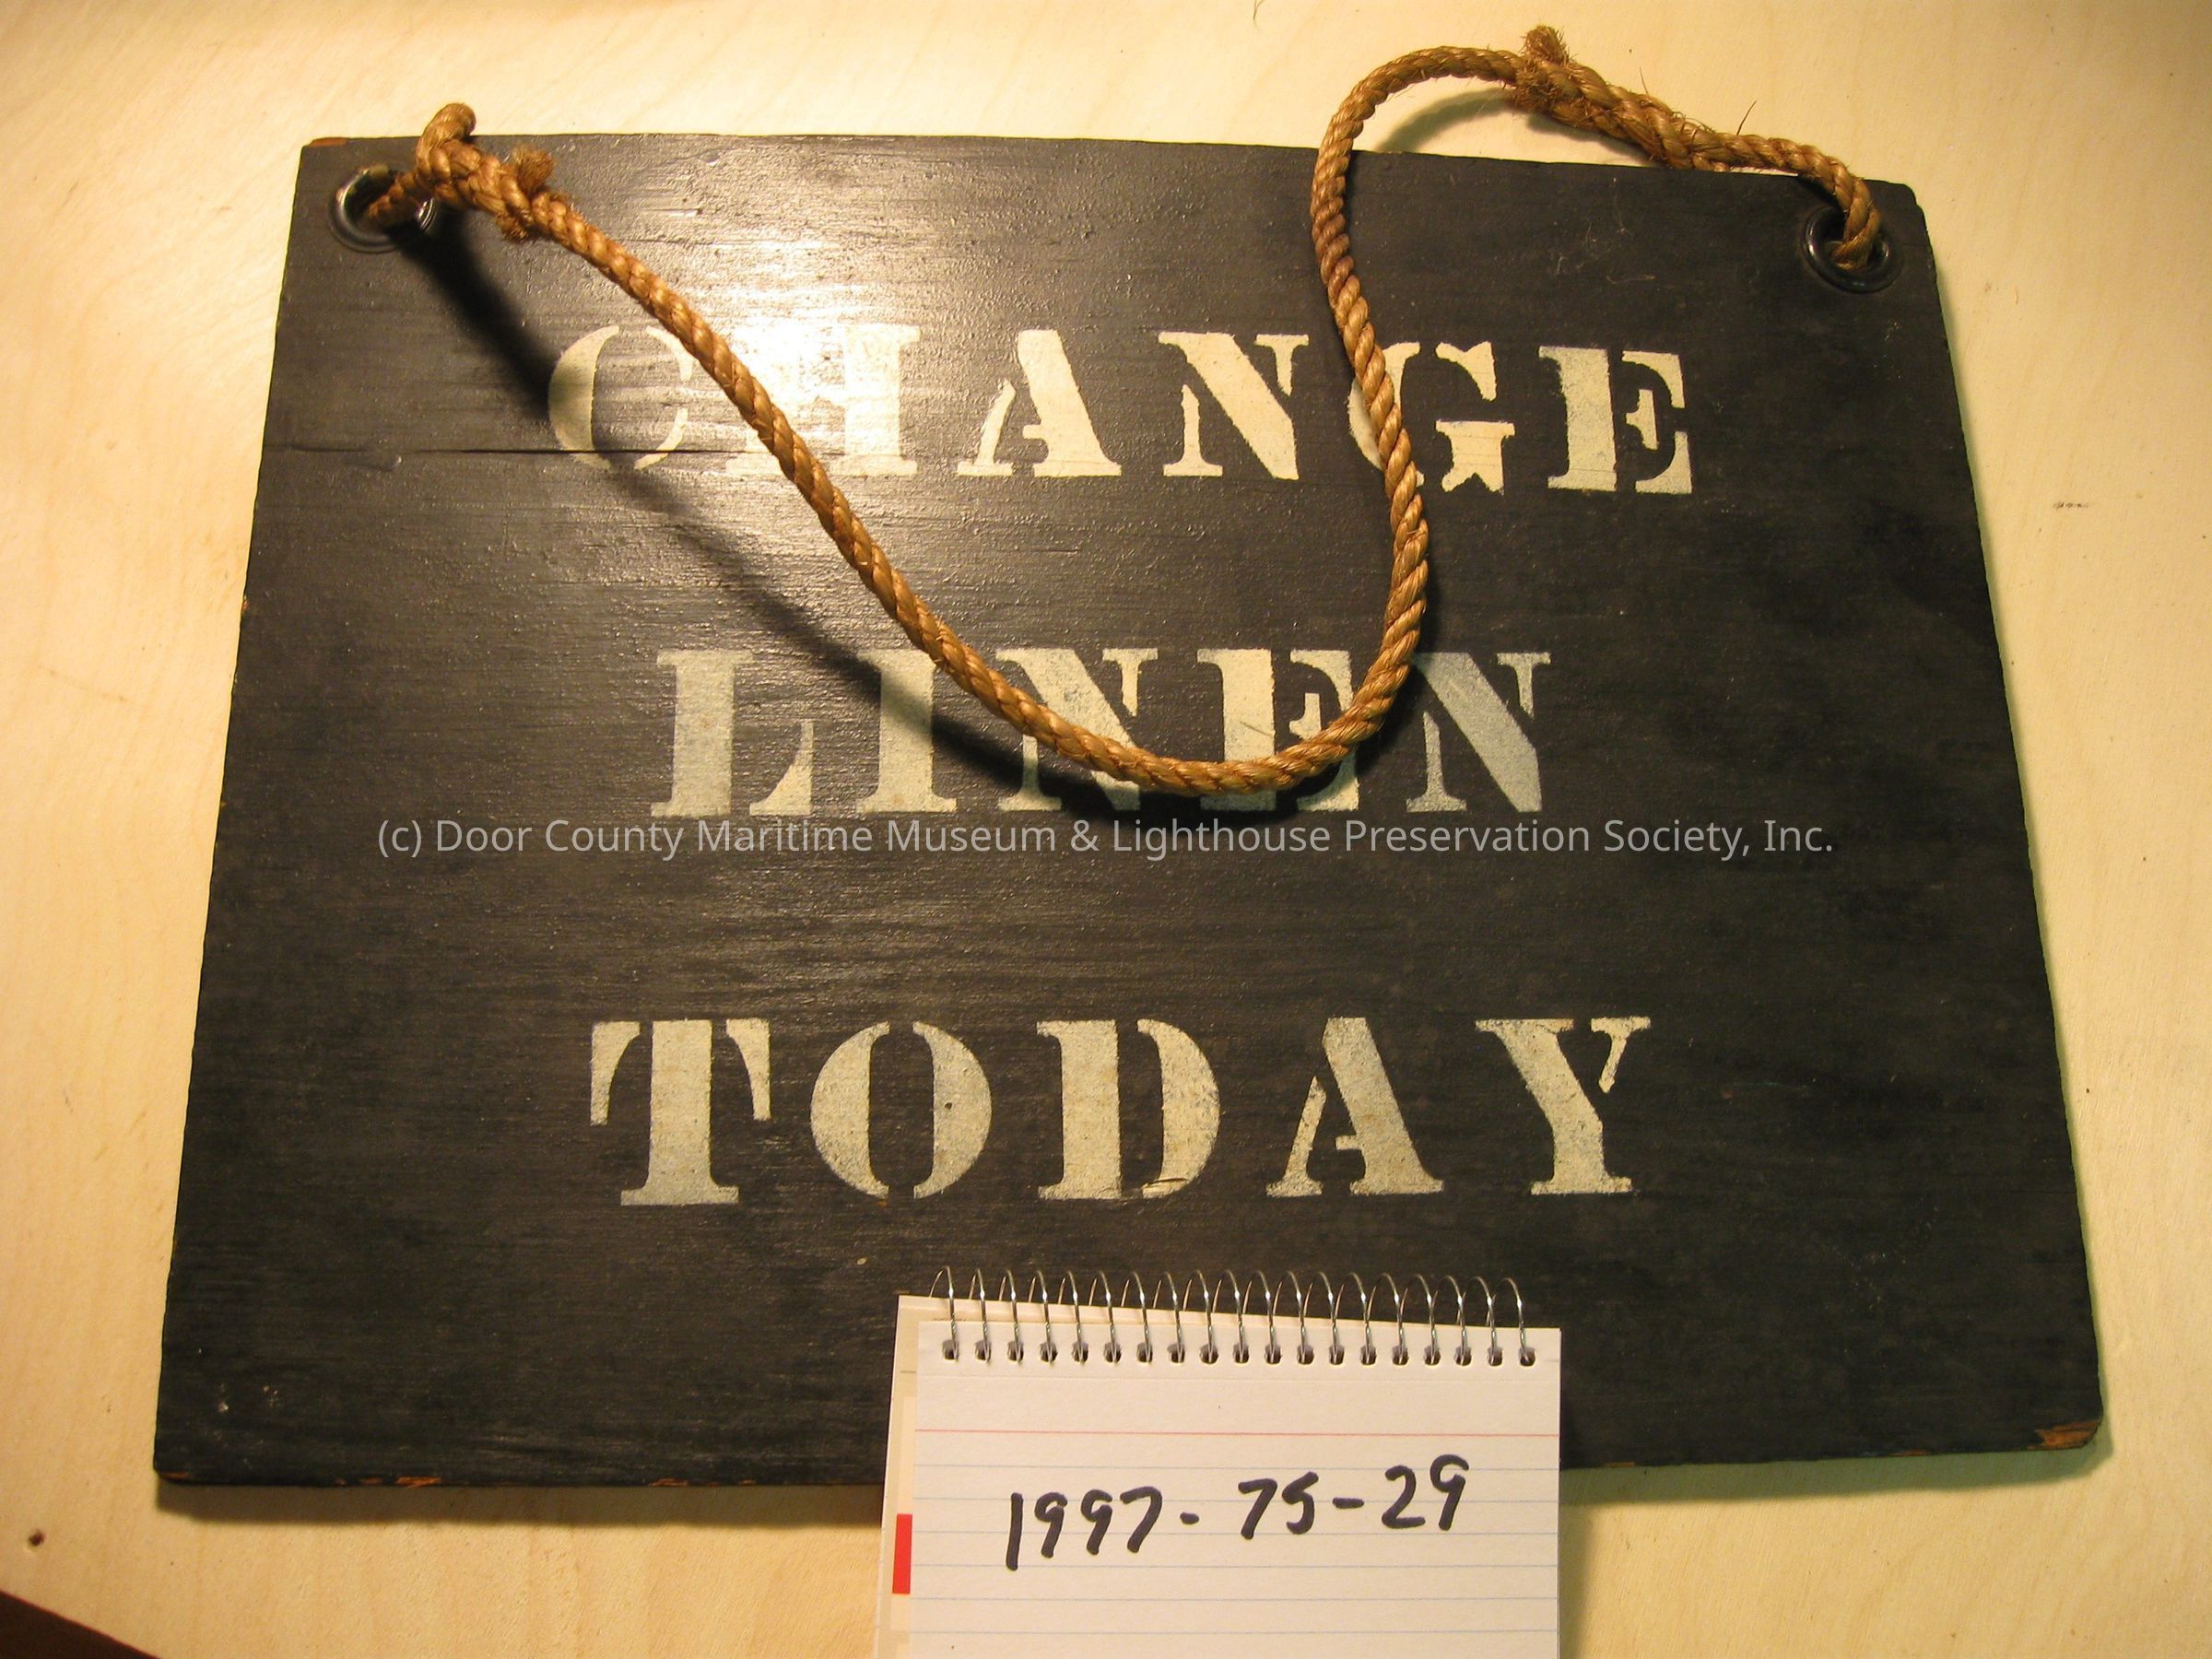 CHANGE
LINEN
(c) Door County Maritime Museum & Lighthouse Preservation Society, Inc.
TODAY
1997-75-29